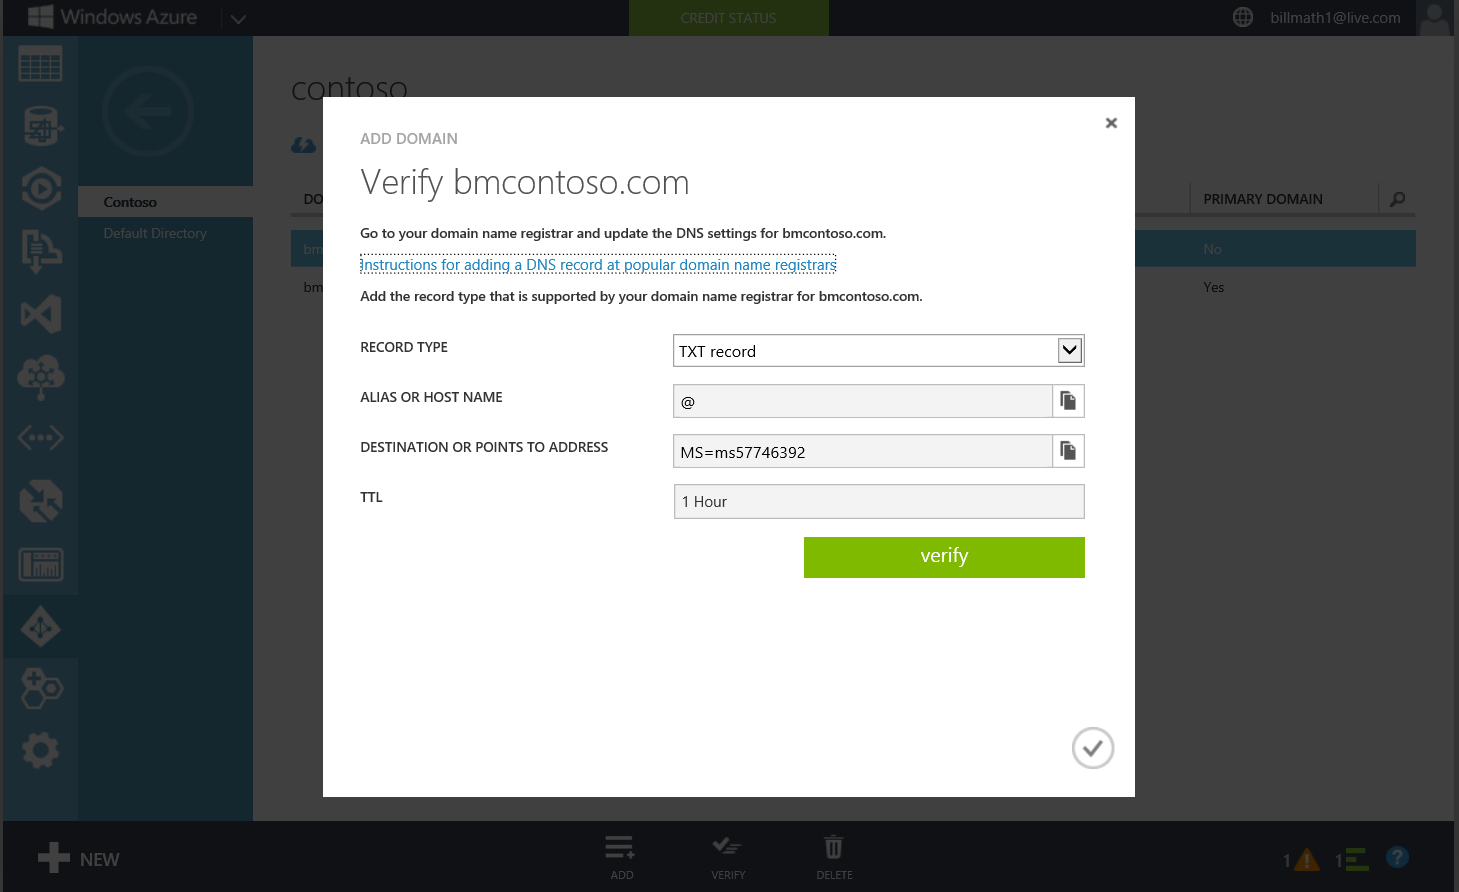 Windows Azure
CREDIT STATUS
billmath1@live.com
contoso
Contoso
Default Directory
DO
PRIMARY DOMAIN
bm
No
bm
Yes
ADD DOMAIN
Verify bmcontoso.com
Go to your domain name registrar and update the DNS settings for bmcontoso.com.
Instructions for adding a DNS record at popular domain name registrars
Add the record type that is supported by your domain name registrar for bmcontoso.com.
RECORD TYPE
TXT record
ALIAS OR HOST NAME
@
DESTINATION OR POINTS TO ADDRESS
MS=ms57746392
TTL
1 Hour
verify
NEW
ADD
VERIFY
DELETE
1
1
?